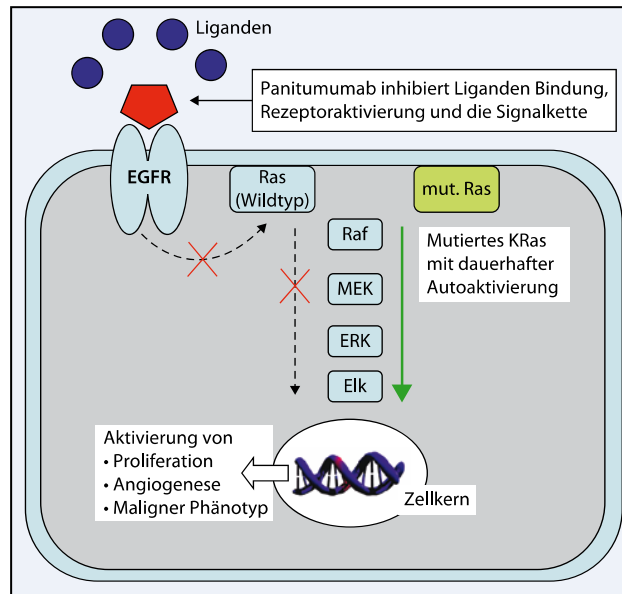 Liganden
Panitumumab inhibiert Liganden Bindung,
Rezeptoraktivierung und die Signalkette
EGFR
Ras
(Wildtyp)
mut. Ras
Raf
Mutiertes KRas
mit dauerhafter
Autoaktivierung
MEK
ERK
Elk
Aktivierung von
• Proliferation
• Angiogenese
• Maligner Phänotyp
Zellkern